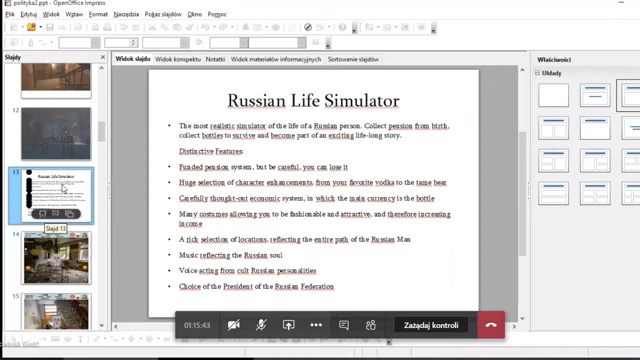 polityka2.ppt - OpenOffice Impress
Plik Edytuj Widok Wstaw Format Narzędzia Pokaz slajdów Okno Pomoc
Slajdy
Widok slajdu Widok konspektu Notatki Widok materiałów informacyjnych Sortowanie slajdów
Właściwości
Układy
12
13
Russian Life Simulator
Slajd 13
14
15
Russian Life Simulator
• The most realistic simulator of the life of a Russian person. Collect pension from birth,
collect bottles to survive and become part of an exciting life-long story.
Distinctive Features:
• Funded pension system, but be careful, you can lose it
• Huge selection of character enhancements, from your favorite vodka to the tame bear
• Carefully thought-out economic system, in which the main currency is the bottle
• Many costumes allowing you to be fashionable and attractive, and therefore increasing
income
• A rich selection of locations, reflecting the entire path of the Russian Man
• Music reflecting the Russian soul
• Voice acting from cult Russian personalities
• Choice of the President of the Russian Federation
01:15:43
Zażądaj kontroli